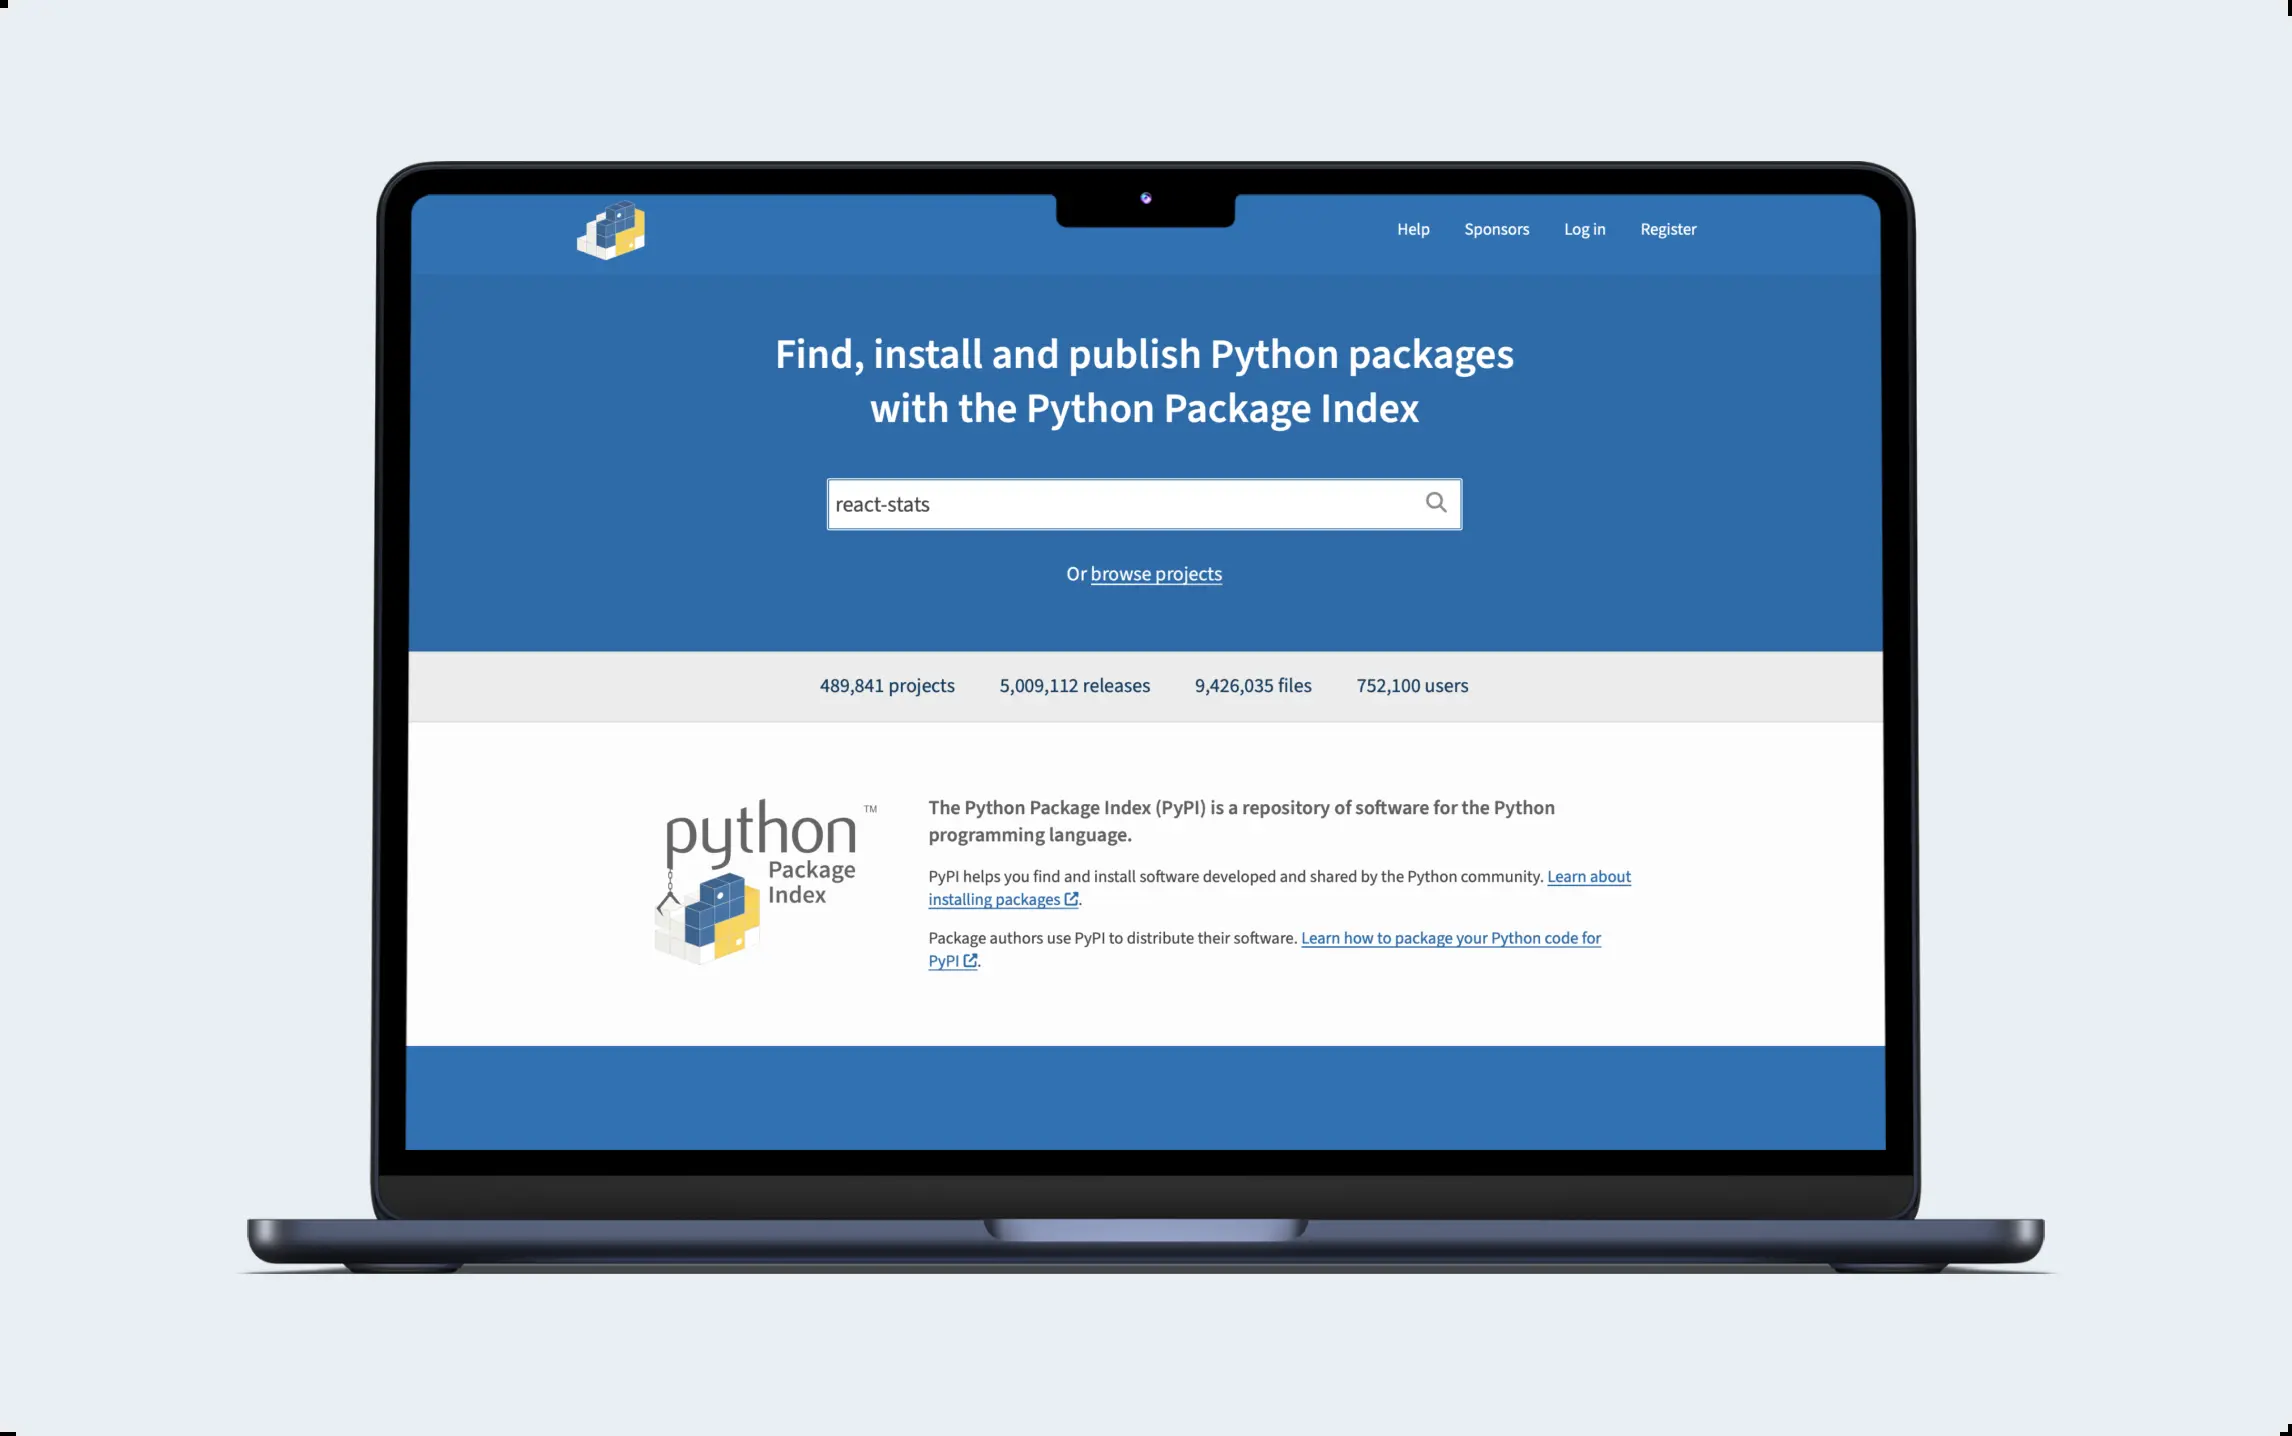 Help Sponsors Log in Register
Find, install and publish Python packages
with the Python Package Index
react-stats
Or browse projects
489,841 projects 5,009,112 releases 9,426,035 files 752,100 users
python™
Package
Index
The Python Package Index (PyPI) is a repository of software for the Python
programming language.
PyPI helps you find and install software developed and shared by the Python community. Learn about
installing packages.
Package authors use PyPI to distribute their software. Learn how to package your Python code for
PyPI.